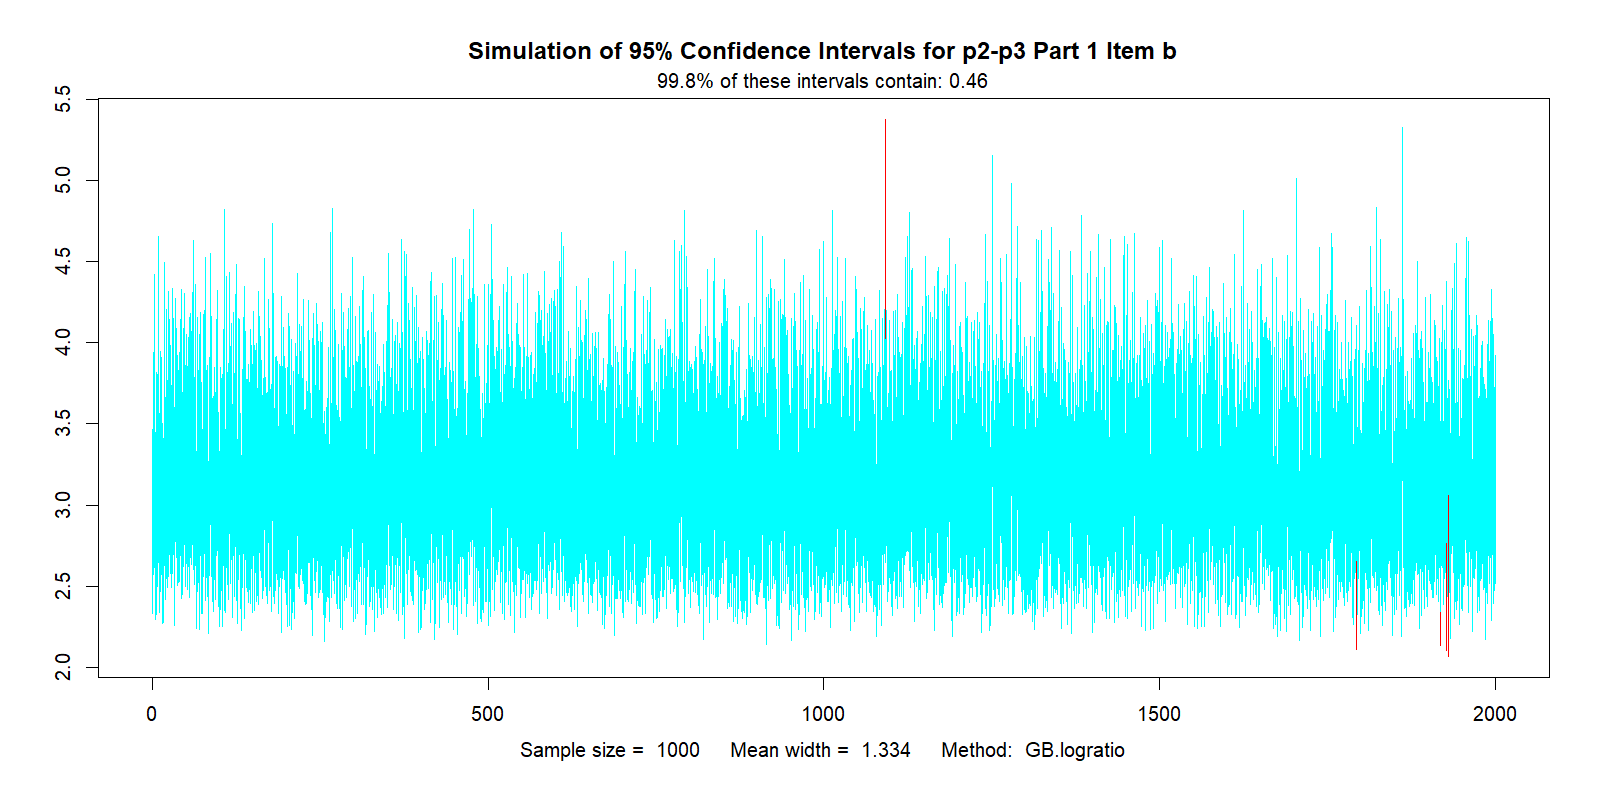 Simulation of 95% Confidence Intervals for p2-p3 Part 1 Item b
99.8% of these intervals contain: 0.46
5.5
5.0
4.5
4.0
3.5
3.0
2.5
2.0
0 500 1000 1500 2000
Sample size = 1000 Mean width = 1.334 Method: GB.logratio